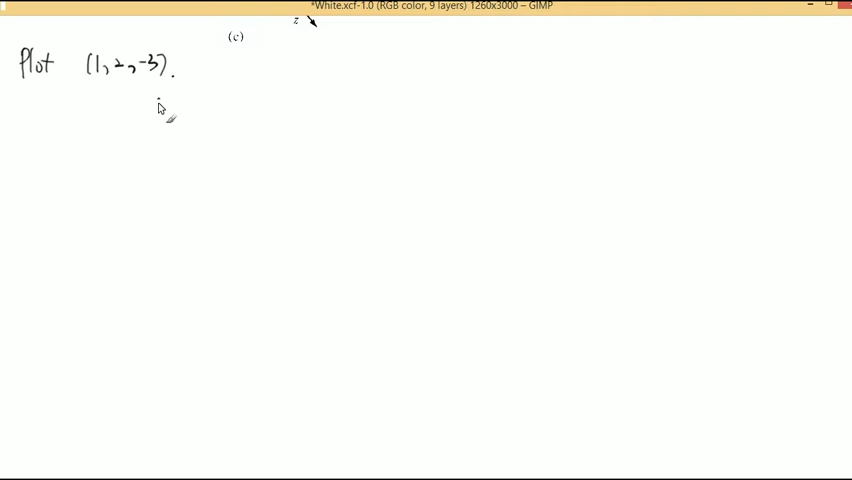 *White.xcf-1.0 (RGB color, 9 layers) 1260x3000 – GIMP
z
(c)
Plot (1, 2, -3).